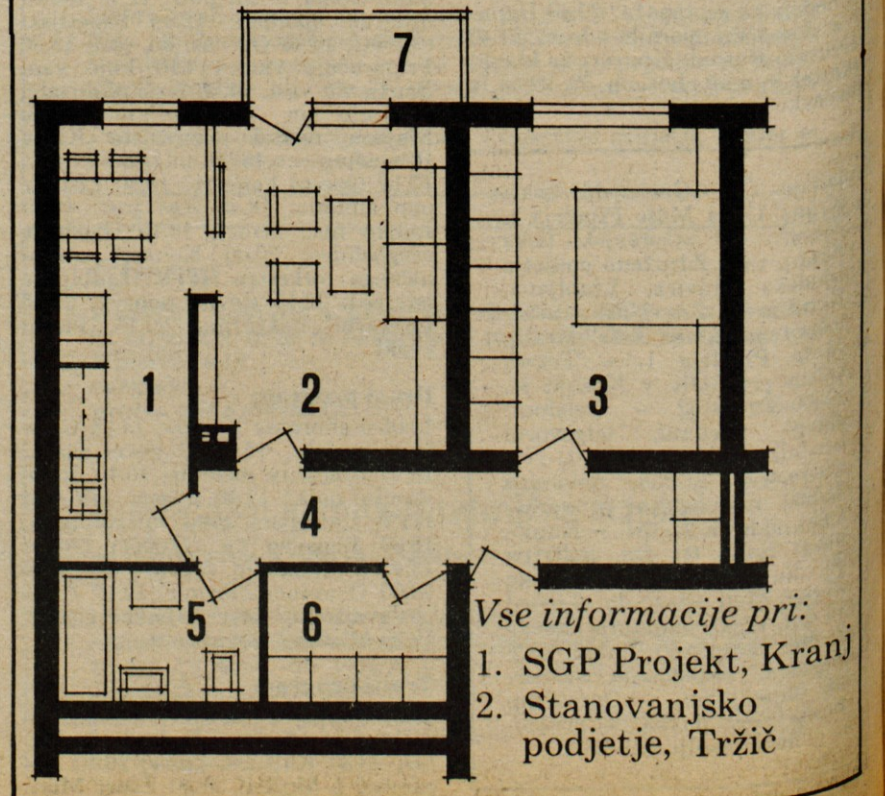 7
1
2
3
4
5
6
Vse informacije pri:
1. SGP Projekt, Kranj
2. Stanovanjsko
podjetje, Tržič